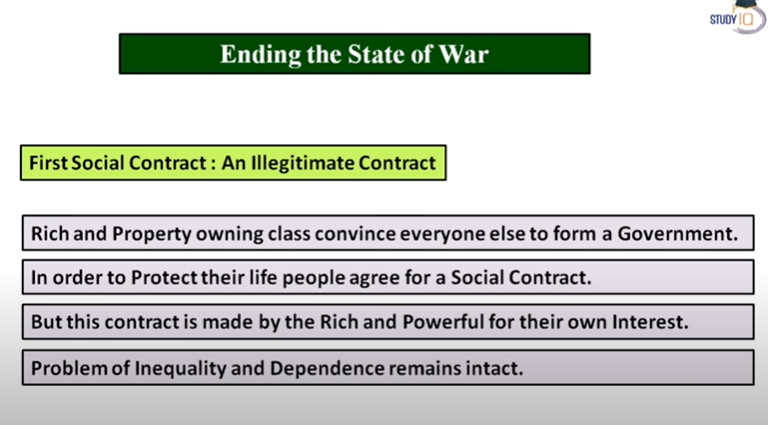 STUDY IQ
Ending the State of War
First Social Contract : An Illegitimate Contract
Rich and Property owning class convince everyone else to form a Government.
In order to Protect their life people agree for a Social Contract.
But this contract is made by the Rich and Powerful for their own Interest.
Problem of Inequality and Dependence remains intact.